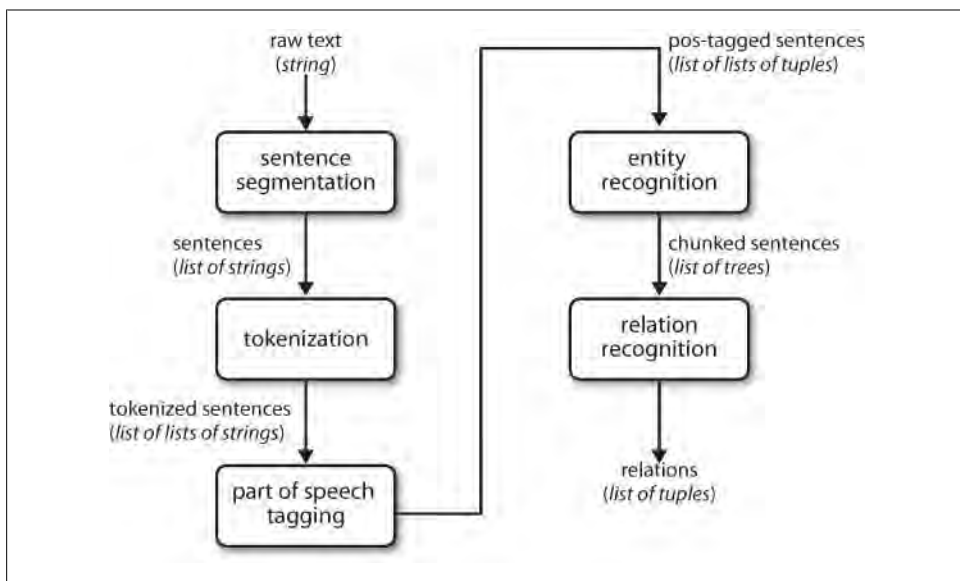 raw text
(string)
sentence
segmentation
sentences
(list of strings)
tokenization
tokenized sentences
(list of lists of strings)
part of speech
tagging
pos-tagged sentences
(list of lists of tuples)
entity
recognition
chunked sentences
(list of trees)
relation
recognition
relations
(list of tuples)